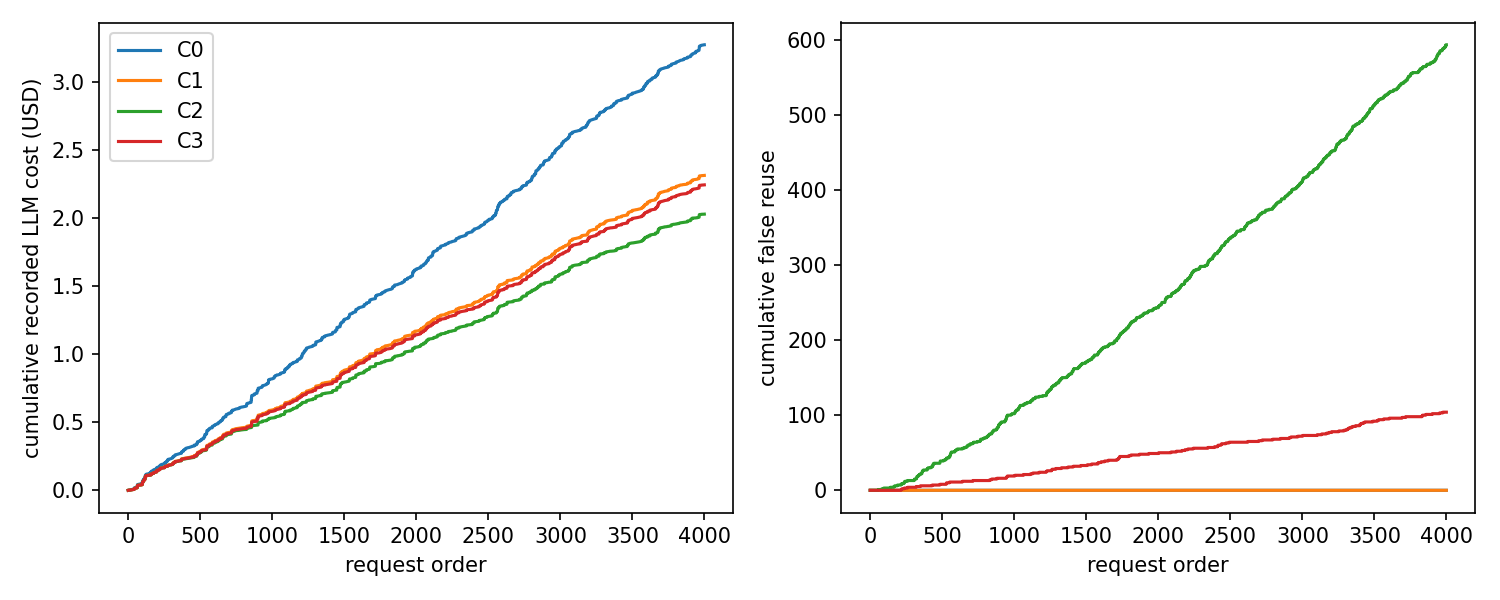 C0
C1
C2
C3
cumulative recorded LLM cost (USD)
3.0
2.5
2.0
1.5
1.0
0.5
0.0
0 500 1000 1500 2000 2500 3000 3500 4000
request order
cumulative false reuse
600
500
400
300
200
100
0
0 500 1000 1500 2000 2500 3000 3500 4000
request order